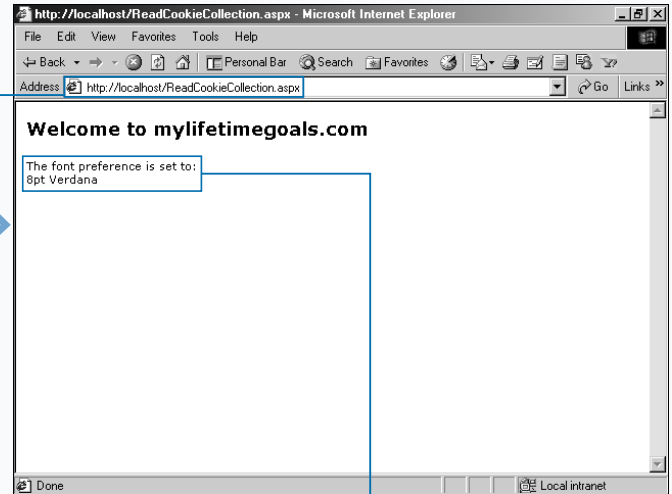 http://localhost/ReadCookieCollection.aspx - Microsoft Internet Explorer
File Edit View Favorites Tools Help
Back Personal Bar Search Favorites
Address http://localhost/ReadCookieCollection.aspx Go Links »
Welcome to mylifetimegoals.com
The font preference is set to:
8pt Verdana
Done Local intranet